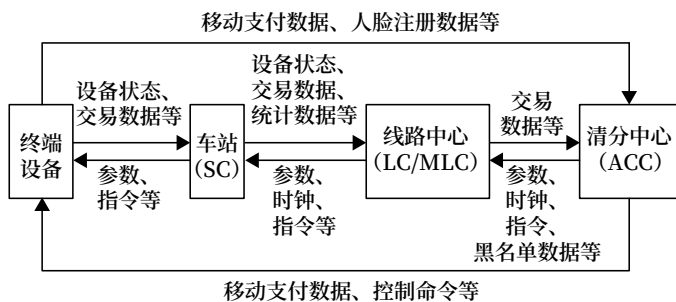 移动支付数据、人脸注册数据等
设备状态、
交易数据等
设备状态、
交易数据、
统计数据等
交易
数据等
终端
设备
车站
(SC)
线路中心
(LC/MLC)
清分中心
(ACC)
参数、
指令等
参数、
时钟、
指令等
参数、
时钟、
指令、
黑名单数据等
移动支付数据、控制命令等